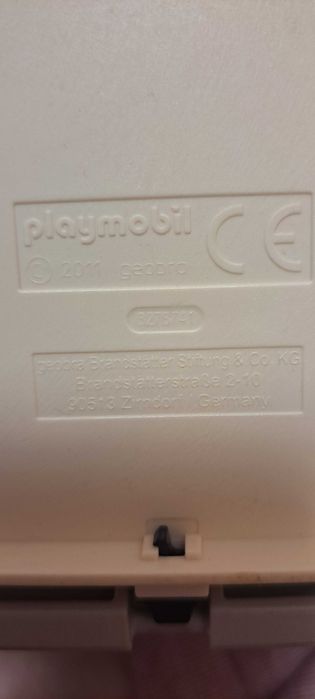 playmobil CE
© 2011 geobra
geobra Brandstätter Stiftung & Co. KG
Brandstätterstraße 2-10
90513 Zirndorf / Germany